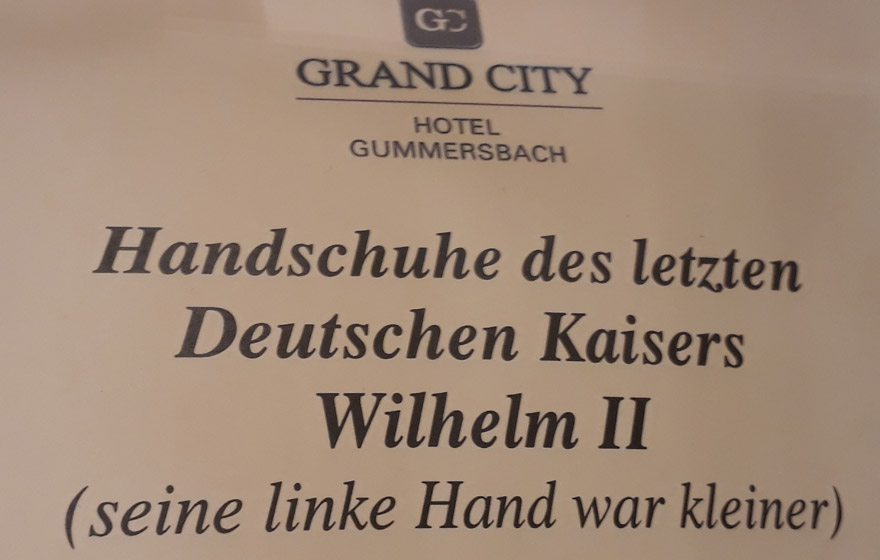 GC
GRAND CITY
HOTEL
GUMMERSBACH
Handschuhe des letzten
Deutschen Kaisers
Wilhelm II
(seine linke Hand war kleiner)